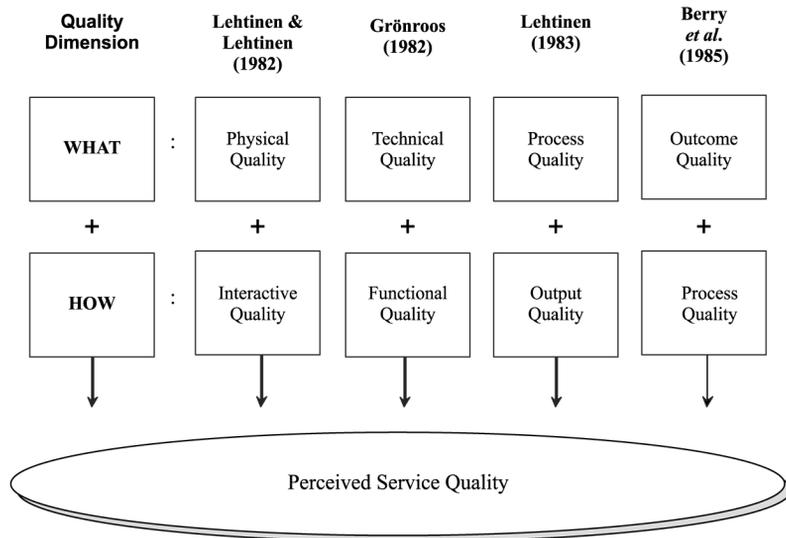 Quality
Dimension
Lehtinen &
Lehtinen
(1982)
Grönroos
(1982)
Lehtinen
(1983)
Berry
et al.
(1985)
WHAT
:
Physical
Quality
Technical
Quality
Process
Quality
Outcome
Quality
+
+
+
+
+
HOW
:
Interactive
Quality
Functional
Quality
Output
Quality
Process
Quality
Perceived Service Quality